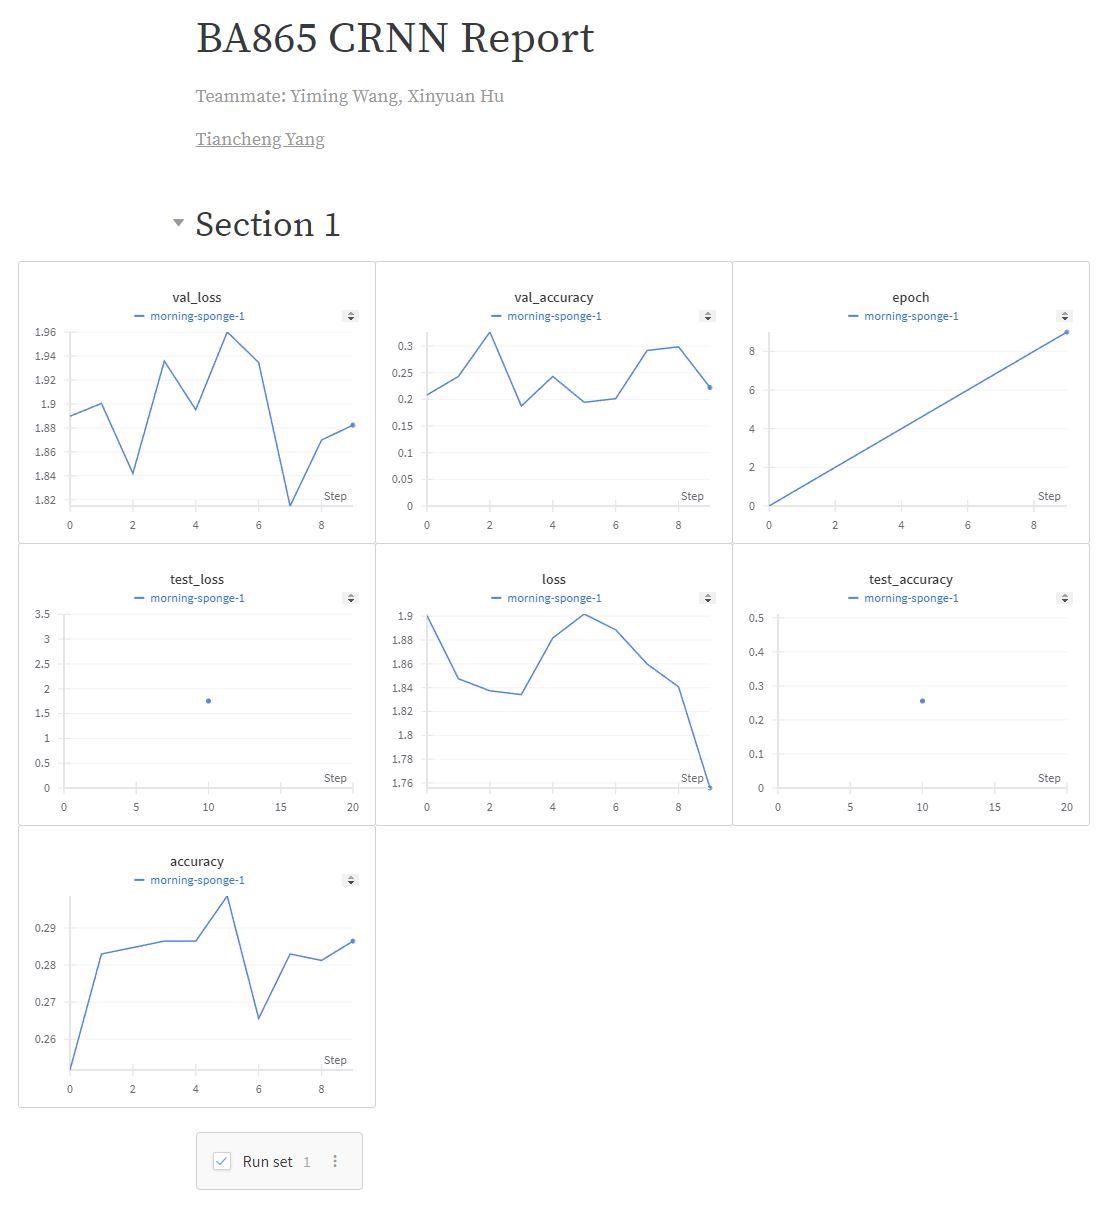 BA865 CRNN Report
Teammate: Yiming Wang, Xinyuan Hu
Tiancheng Yang
Section 1
val_loss
morning-sponge-1
1.96
1.94
1.92
1.9
1.88
1.86
1.84
1.82
Step
0 2 4 6 8
val_accuracy
morning-sponge-1
0.3
0.25
0.2
0.15
0.1
0.05
0
Step
0 2 4 6 8
epoch
morning-sponge-1
8
6
4
2
0
Step
0 2 4 6 8
test_loss
morning-sponge-1
3.5
3
2.5
2
1.5
1
0.5
0
Step
0 5 10 15 20
loss
morning-sponge-1
1.9
1.88
1.86
1.84
1.82
1.8
1.78
1.76
Step
0 2 4 6 8
test_accuracy
morning-sponge-1
0.5
0.4
0.3
0.2
0.1
0
Step
0 5 10 15 20
accuracy
morning-sponge-1
0.29
0.28
0.27
0.26
Step
0 2 4 6 8
Run set 1